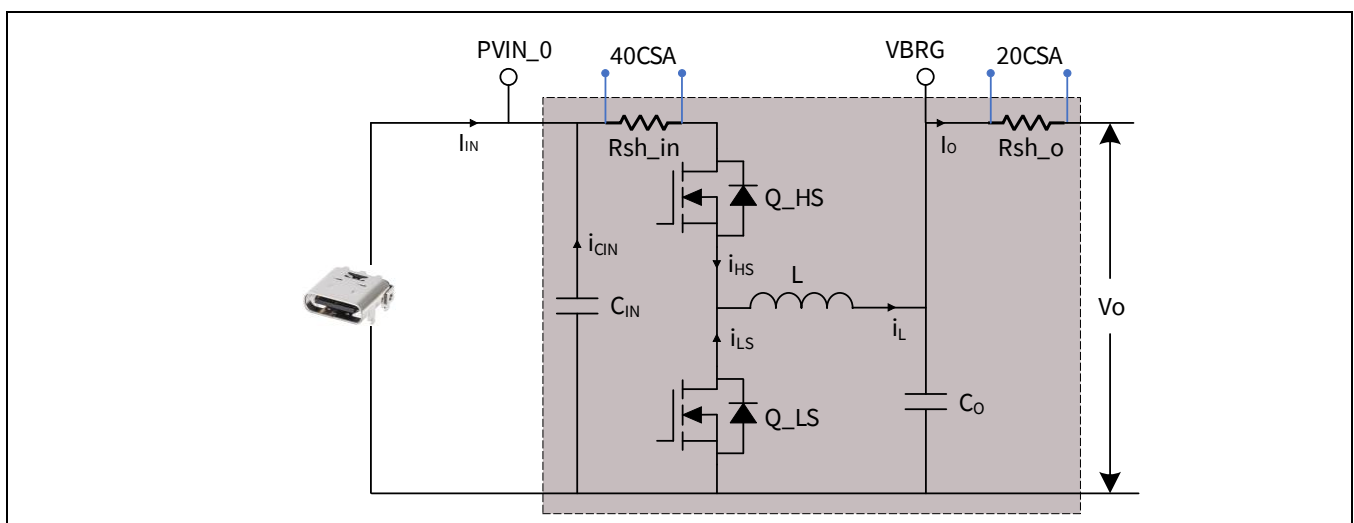 PVIN_0
40CSA
VBRG
20CSA
IIN
Rsh_in
IO
Rsh_o
Q_HS
iCIN
iHS
L
CIN
Vo
iLS
iL
CO
Q_LS